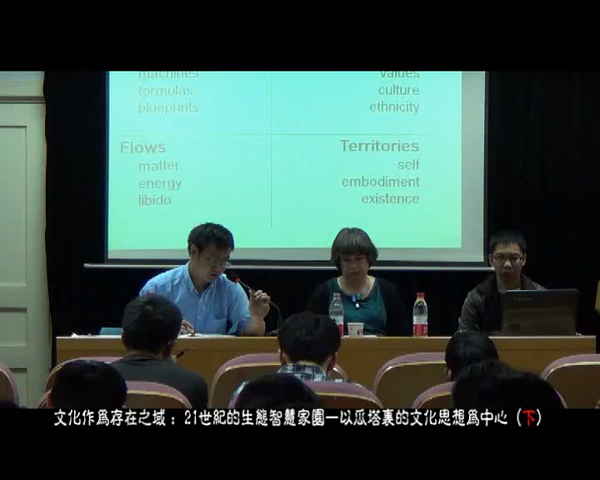 machines
formulas
blueprints
values
culture
ethnicity
Flows
matter
energy
libido
Territories
self
embodiment
existence
文化作爲存在之域：21世紀的生態智慧家園—以瓜塔裏的文化思想爲中心（下）